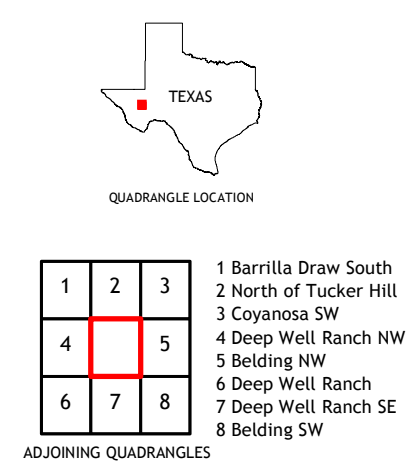 TEXAS
QUADRANGLE LOCATION
1 2 3
4 5
6 7 8
1 Barrilla Draw South
2 North of Tucker Hill
3 Coyanosa SW
4 Deep Well Ranch NW
5 Belding NW
6 Deep Well Ranch
7 Deep Well Ranch SE
8 Belding SW
ADJOINING QUADRANGLES